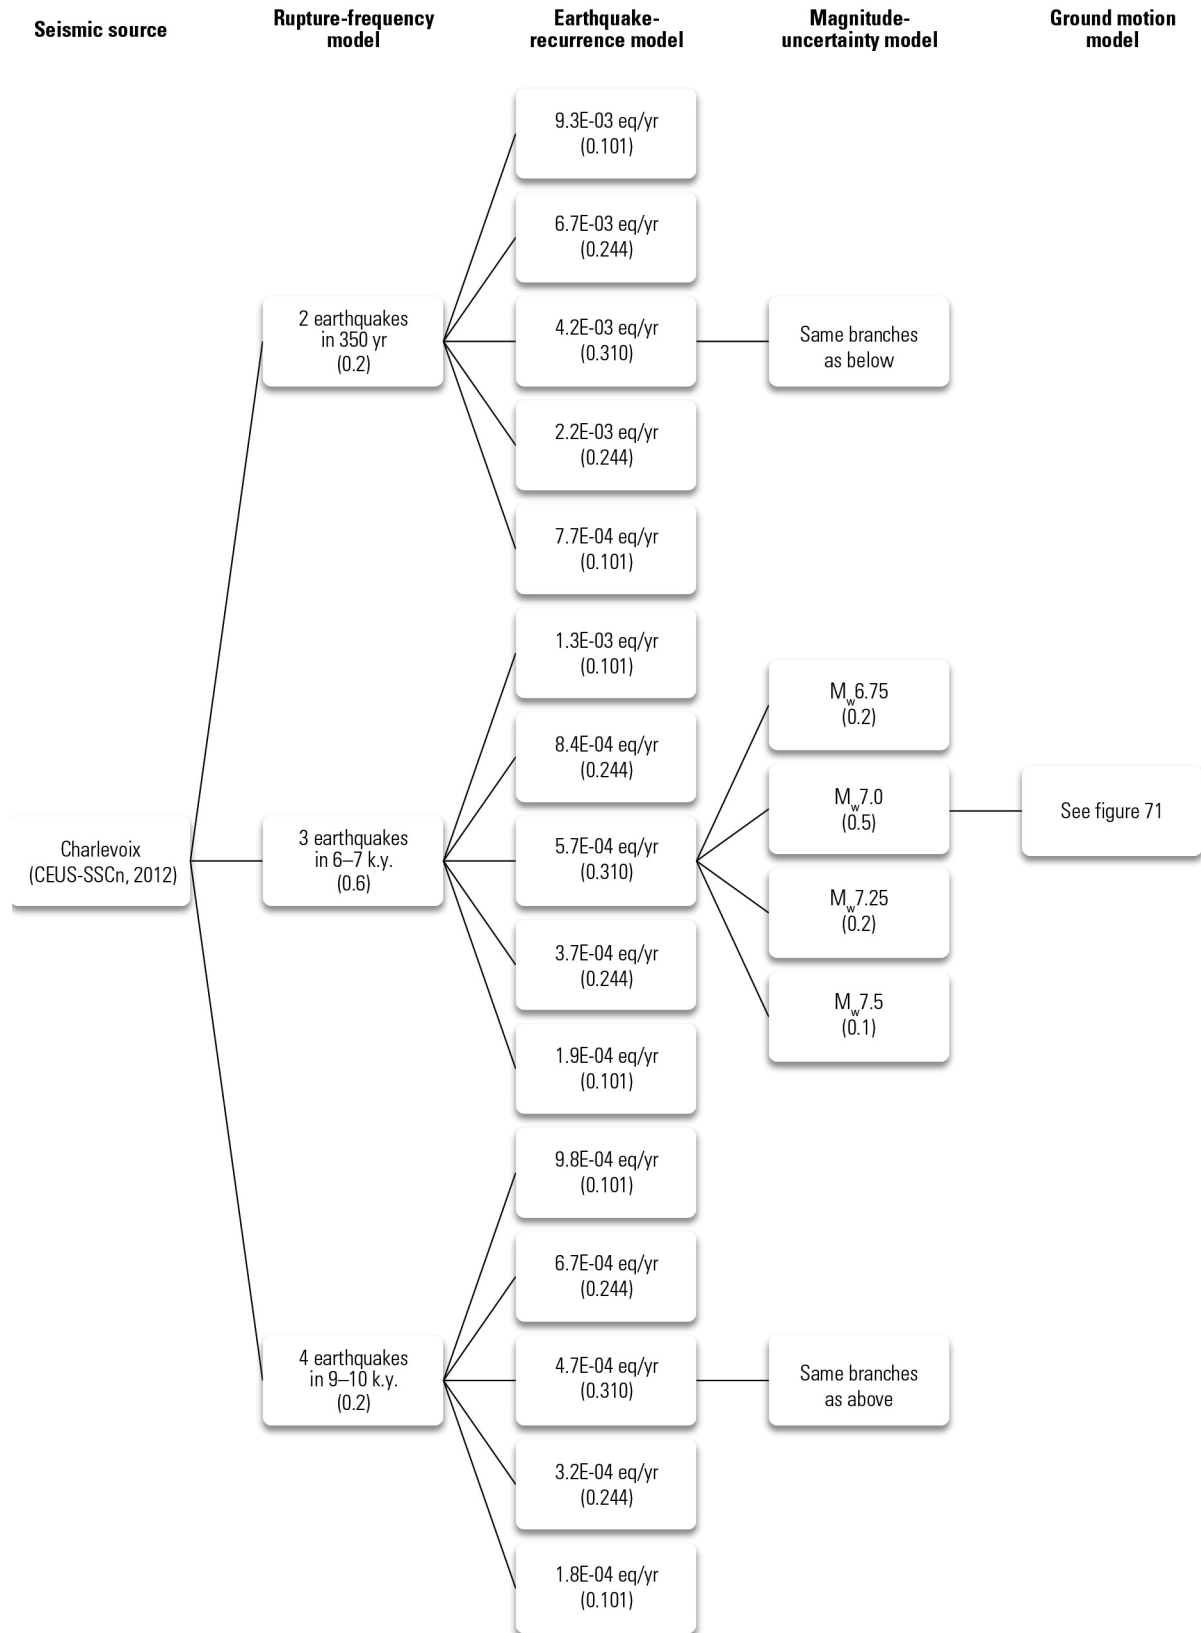 Seismic source
Rupture-frequency
model
Earthquake-
recurrence model
Magnitude-
uncertainty model
Ground motion
model
Charlevoix
(CEUS-SSCn, 2012)
2 earthquakes
in 350 yr
(0.2)
9.3E-03 eq/yr
(0.101)
6.7E-03 eq/yr
(0.244)
4.2E-03 eq/yr
(0.310)
2.2E-03 eq/yr
(0.244)
7.7E-04 eq/yr
(0.101)
Same branches
as below
3 earthquakes
in 6–7 k.y.
(0.6)
1.3E-03 eq/yr
(0.101)
8.4E-04 eq/yr
(0.244)
5.7E-04 eq/yr
(0.310)
3.7E-04 eq/yr
(0.244)
1.9E-04 eq/yr
(0.101)
Mw6.75
(0.2)
Mw7.0
(0.5)
Mw7.25
(0.2)
Mw7.5
(0.1)
See figure 71
4 earthquakes
in 9–10 k.y.
(0.2)
9.8E-04 eq/yr
(0.101)
6.7E-04 eq/yr
(0.244)
4.7E-04 eq/yr
(0.310)
3.2E-04 eq/yr
(0.244)
1.8E-04 eq/yr
(0.101)
Same branches
as above